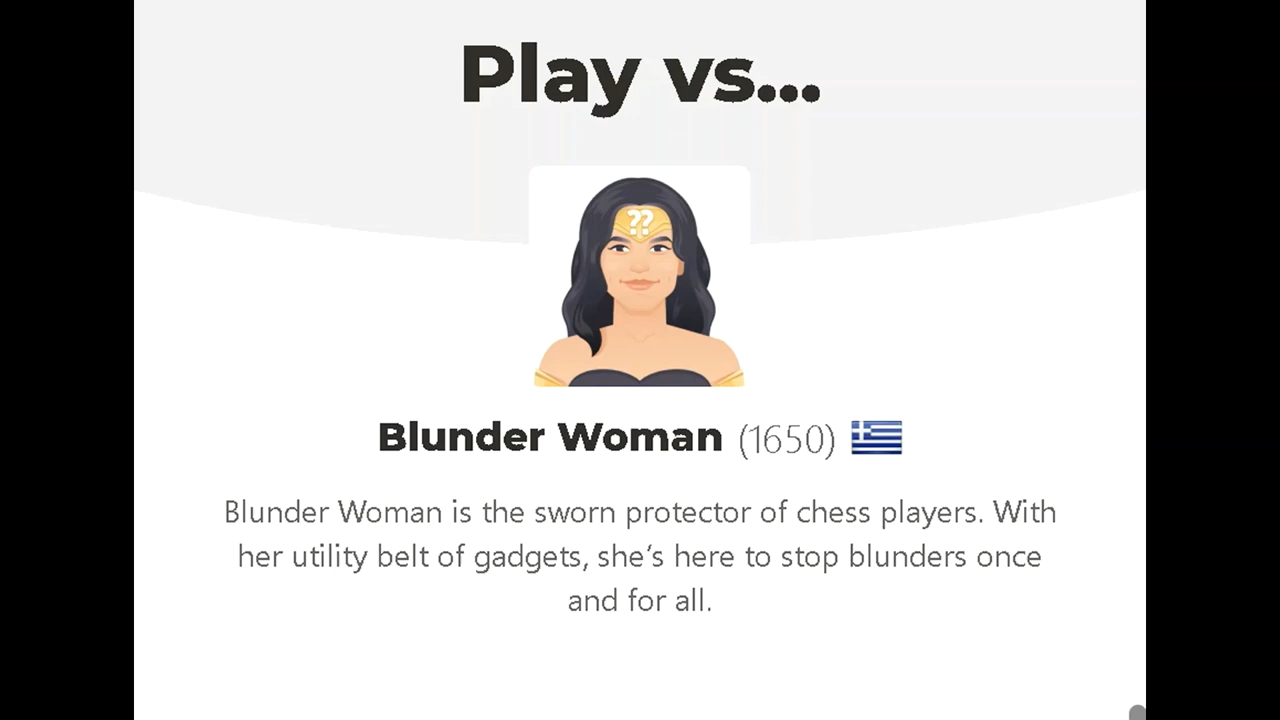 Play vs...
??
Blunder Woman (1650)
Blunder Woman is the sworn protector of chess players. With
her utility belt of gadgets, she’s here to stop blunders once
and for all.